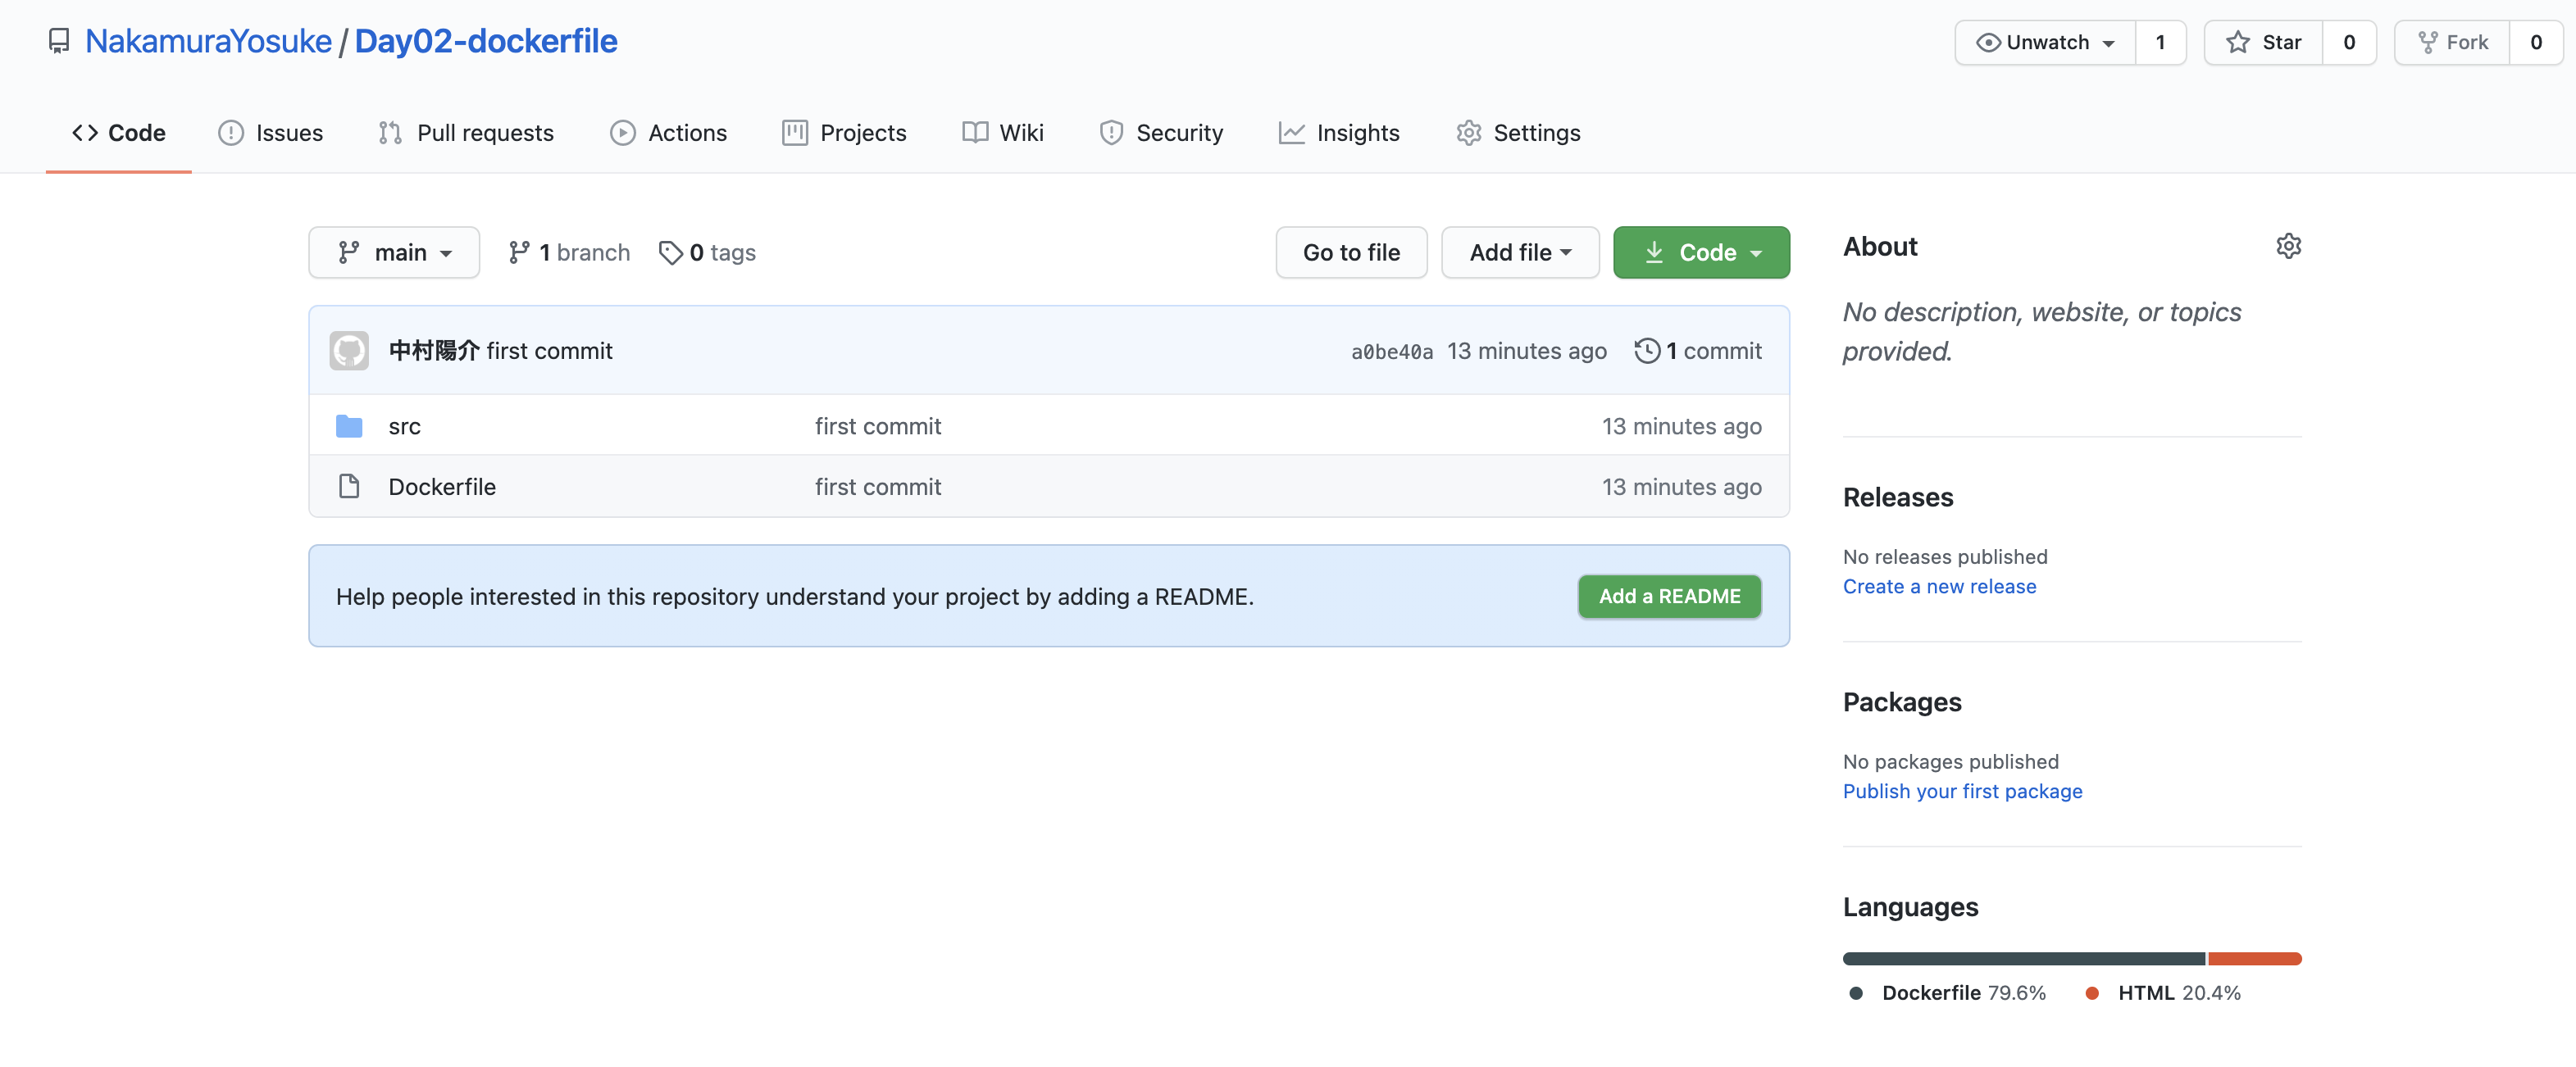 NakamuraYosuke / Day02-dockerfile
Unwatch 1 Star 0 Fork 0
Code Issues Pull requests Actions Projects Wiki Security Insights Settings
main 1 branch 0 tags Go to file Add file Code
中村陽介 first commit a0be40a 13 minutes ago 1 commit
src first commit 13 minutes ago
Dockerfile first commit 13 minutes ago
Help people interested in this repository understand your project by adding a README. Add a README
About
No description, website, or topics
provided.
Releases
No releases published
Create a new release
Packages
No packages published
Publish your first package
Languages
Dockerfile 79.6% HTML 20.4%